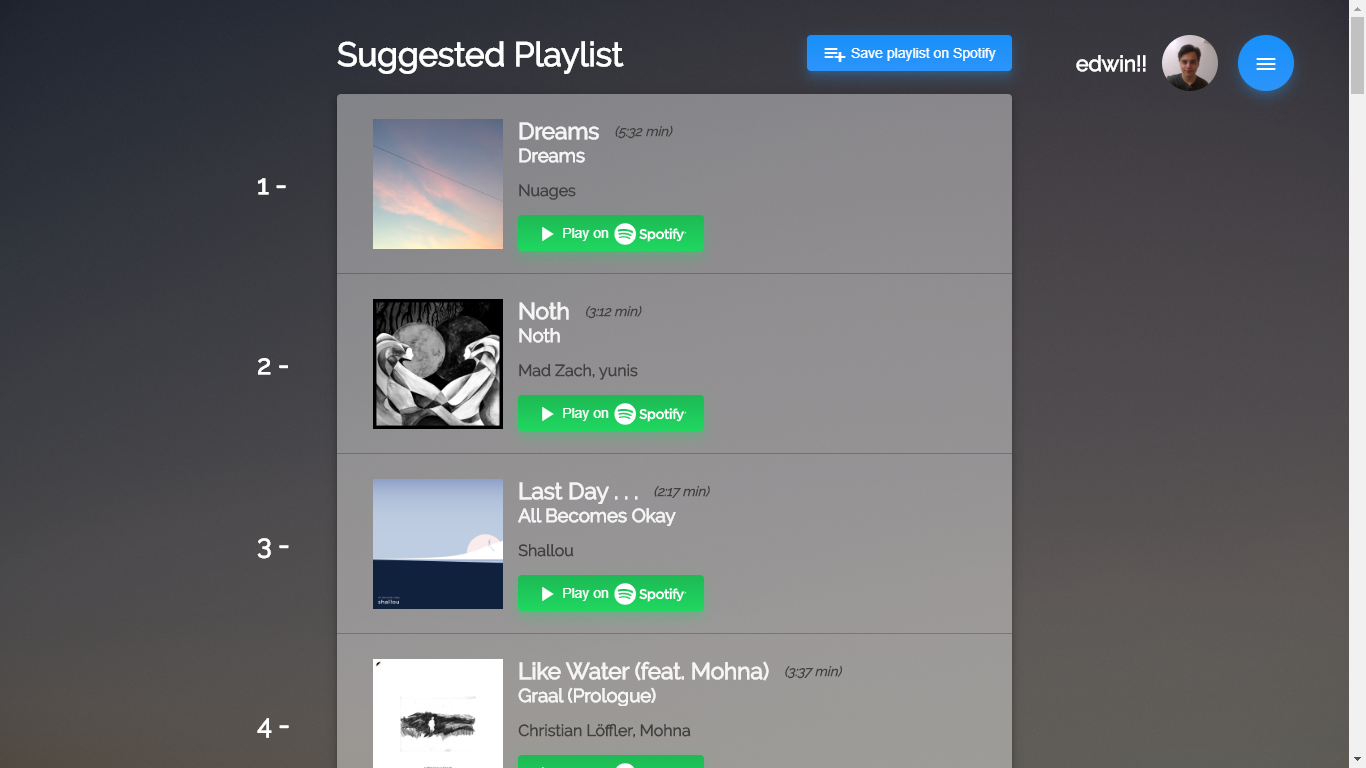 Suggested Playlist
Save playlist on Spotify
edwin!!
1 -
Dreams (5:32 min)
Dreams
Nuages
Play on Spotify
2 -
Noth (3:12 min)
Noth
Mad Zach, yunis
Play on Spotify
3 -
Last Day . . . (2:17 min)
All Becomes Okay
Shallou
Play on Spotify
shallou
4 -
Like Water (feat. Mohna) (3:37 min)
Graal (Prologue)
Christian Löffler, Mohna